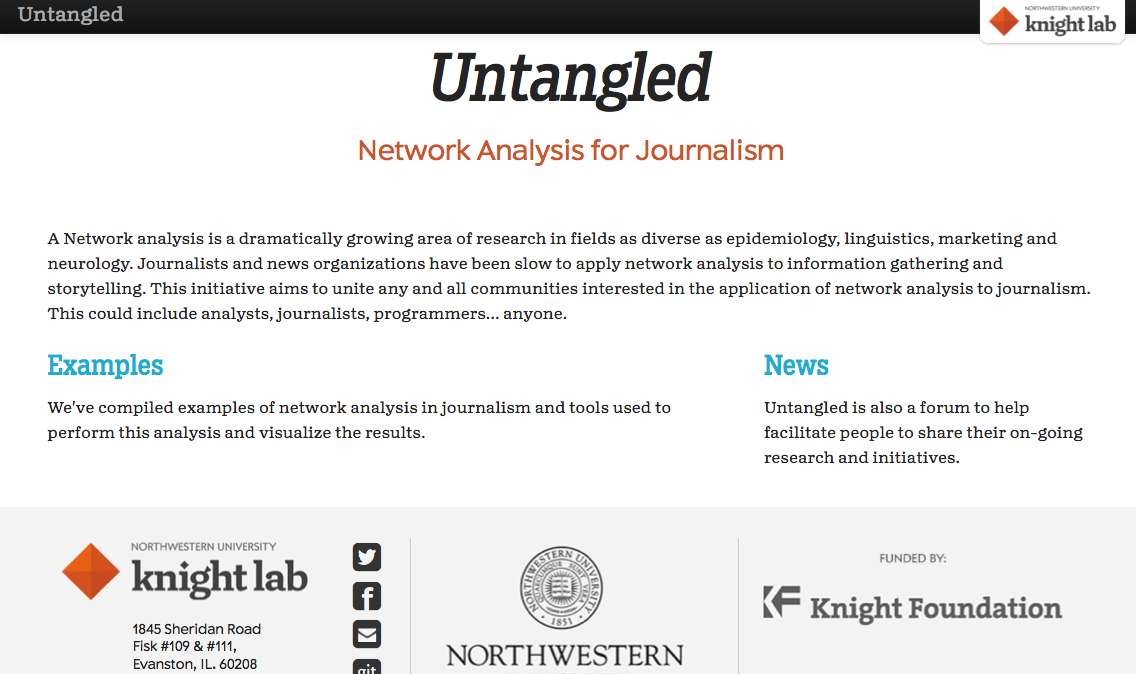 Untangled
NORTHWESTERN UNIVERSITY
knight lab
Untangled
Network Analysis for Journalism
A Network analysis is a dramatically growing area of research in fields as diverse as epidemiology, linguistics, marketing and
neurology. Journalists and news organizations have been slow to apply network analysis to information gathering and
storytelling. This initiative aims to unite any and all communities interested in the application of network analysis to journalism.
This could include analysts, journalists, programmers... anyone.
Examples
We've compiled examples of network analysis in journalism and tools used to
perform this analysis and visualize the results.
News
Untangled is also a forum to help
facilitate people to share their on-going
research and initiatives.
NORTHWESTERN UNIVERSITY
knight lab
1845 Sheridan Road
Fisk #109 & #111,
Evanston, IL. 60208
git
NORTHWESTERN UNIVERSITY
1851
NORTHWESTERN
FUNDED BY:
Knight Foundation